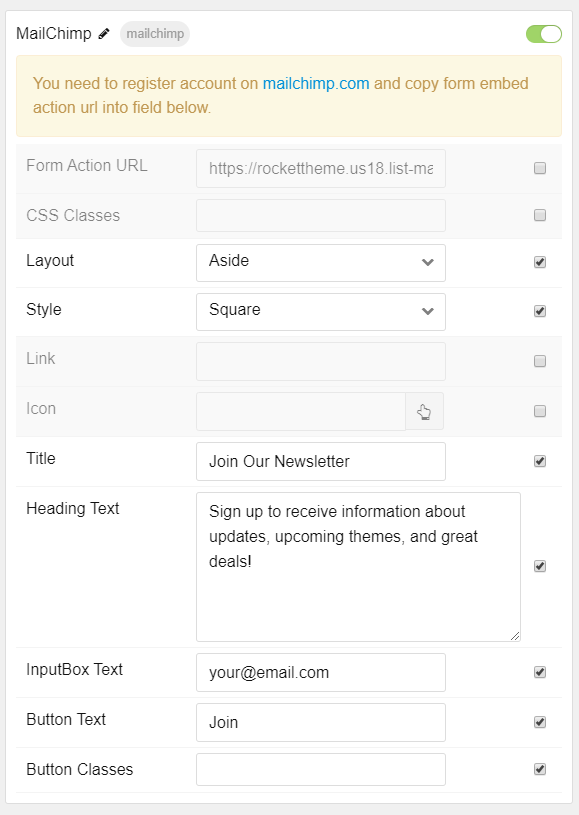 MailChimp mailchimp
You need to register account on mailchimp.com and copy form embed
action url into field below.
Form Action URL https://rockettheme.us18.list-ma
CSS Classes
Layout Aside
Style Square
Link
Icon
Title Join Our Newsletter
Heading Text Sign up to receive information about
updates, upcoming themes, and great
deals!
InputBox Text your@email.com
Button Text Join
Button Classes